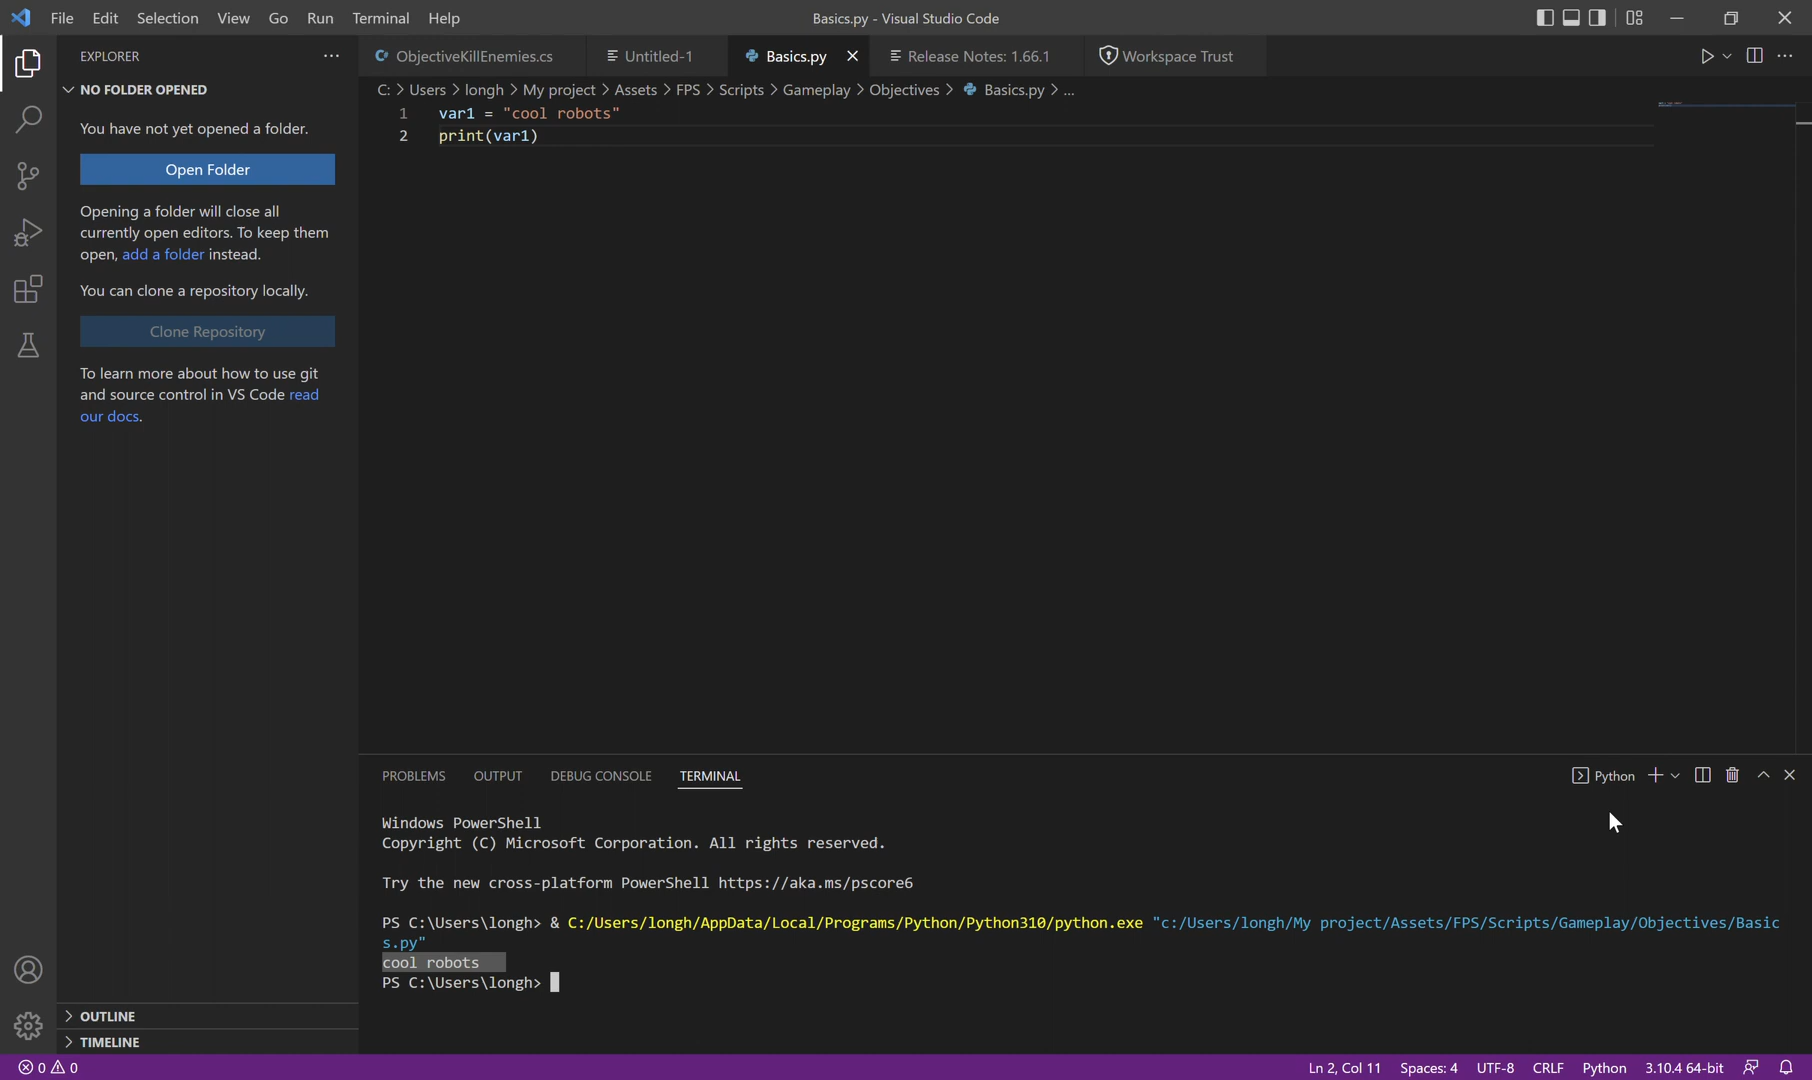 File Edit Selection View Go Run Terminal Help
Basics.py - Visual Studio Code
EXPLORER
ObjectiveKillEnemies.cs
Untitled-1
Basics.py
Release Notes: 1.66.1
Workspace Trust
NO FOLDER OPENED
C: > Users > longh > My project > Assets > FPS > Scripts > Gameplay > Objectives > Basics.py > ...
You have not yet opened a folder.
Open Folder
Opening a folder will close all
currently open editors. To keep them
open, add a folder instead.
You can clone a repository locally.
Clone Repository
To learn more about how to use git
and source control in VS Code read
our docs.
1 var1 = "cool robots"
2 print(var1)
PROBLEMS OUTPUT DEBUG CONSOLE TERMINAL
Python
Windows PowerShell
Copyright (C) Microsoft Corporation. All rights reserved.
Try the new cross-platform PowerShell https://aka.ms/pscore6
PS C:\Users\longh> & C:/Users/longh/AppData/Local/Programs/Python/Python310/python.exe "c:/Users/longh/My project/Assets/FPS/Scripts/Gameplay/Objectives/Basic
s.py"
cool robots
PS C:\Users\longh>
OUTLINE
TIMELINE
0 0
Ln 2, Col 11 Spaces: 4 UTF-8 CRLF Python 3.10.4 64-bit